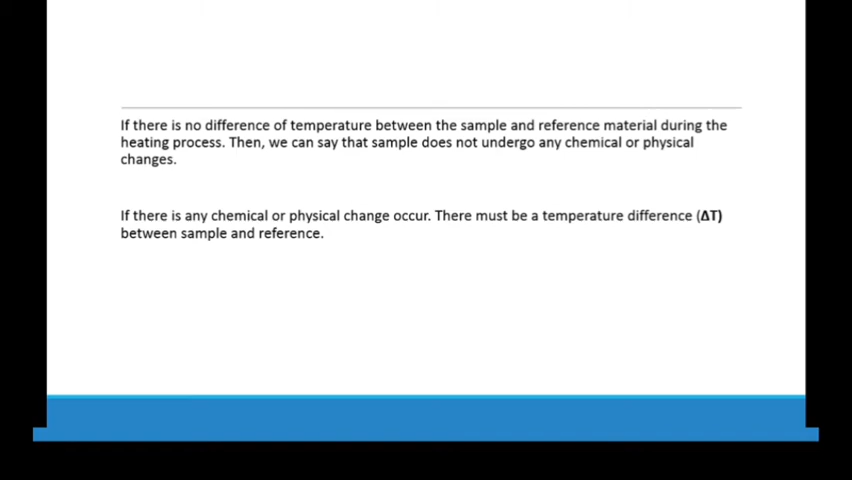 If there is no difference of temperature between the sample and reference material during the
heating process. Then, we can say that sample does not undergo any chemical or physical
changes.
If there is any chemical or physical change occur. There must be a temperature difference (ΔT)
between sample and reference.